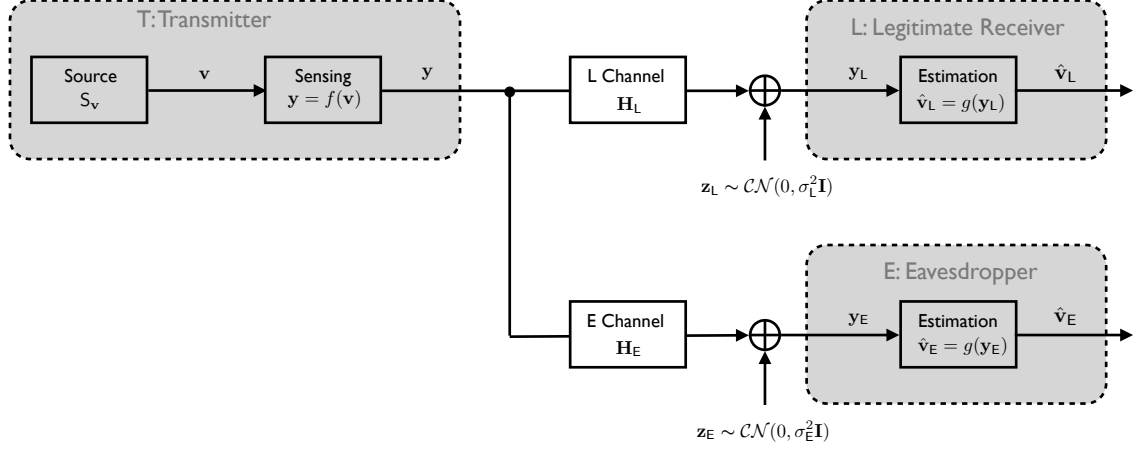 T: Transmitter
Source
S_v
v
Sensing
y = f(v)
y
L Channel
H_L
z_L ∼ 𝒞𝒩(0, σ_L^2 I)
L: Legitimate Receiver
y_L
Estimation
v̂_L = g(y_L)
v̂_L
E Channel
H_E
z_E ∼ 𝒞𝒩(0, σ_E^2 I)
E: Eavesdropper
y_E
Estimation
v̂_E = g(y_E)
v̂_E